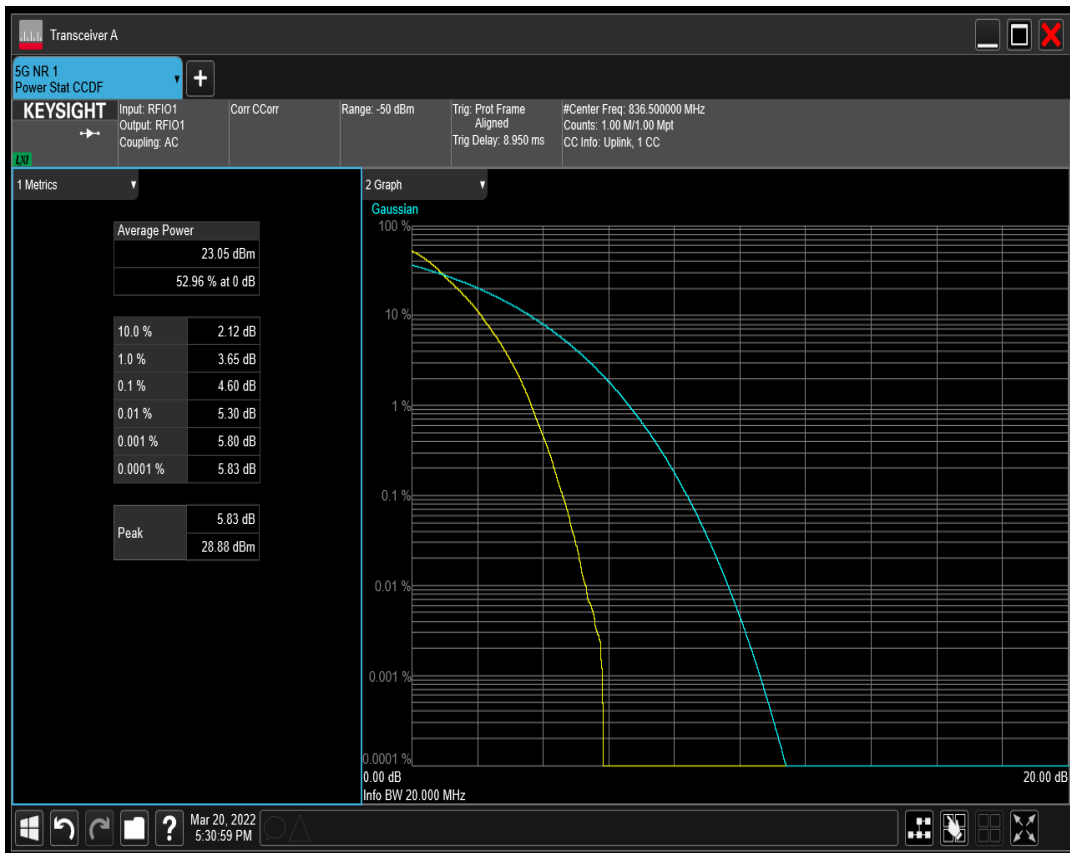 Transceiver A
5G NR 1
Power Stat CCDF
+
KEYSIGHT
LXI
Input: RFIO1
Output: RFIO1
Coupling: AC
Corr CCorr
Range: -50 dBm
Trig: Prot Frame
Aligned
Trig Delay: 8.950 ms
#Center Freq: 836.500000 MHz
Counts: 1.00 M/1.00 Mpt
CC Info: Uplink, 1 CC
1 Metrics
Average Power
23.05 dBm
52.96 % at 0 dB
10.0 % 2.12 dB
1.0 % 3.65 dB
0.1 % 4.60 dB
0.01 % 5.30 dB
0.001 % 5.80 dB
0.0001 % 5.83 dB
Peak
5.83 dB
28.88 dBm
2 Graph
Gaussian
100 %
10 %
1 %
0.1 %
0.01 %
0.001 %
0.0001 %
0.00 dB 20.00 dB
Info BW 20.000 MHz
?
Mar 20, 2022
5:30:59 PM